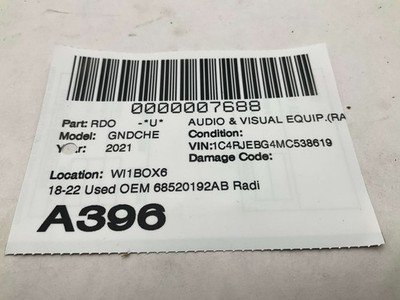 0000007688
Part: RDO -*U* AUDIO & VISUAL EQUIP.(RA
Model: GNDCHE Condition:
Year: 2021 VIN:1C4RJEBG4MC538619
Damage Code:
Location: WI1BOX6
18-22 Used OEM 68520192AB Radi
A396